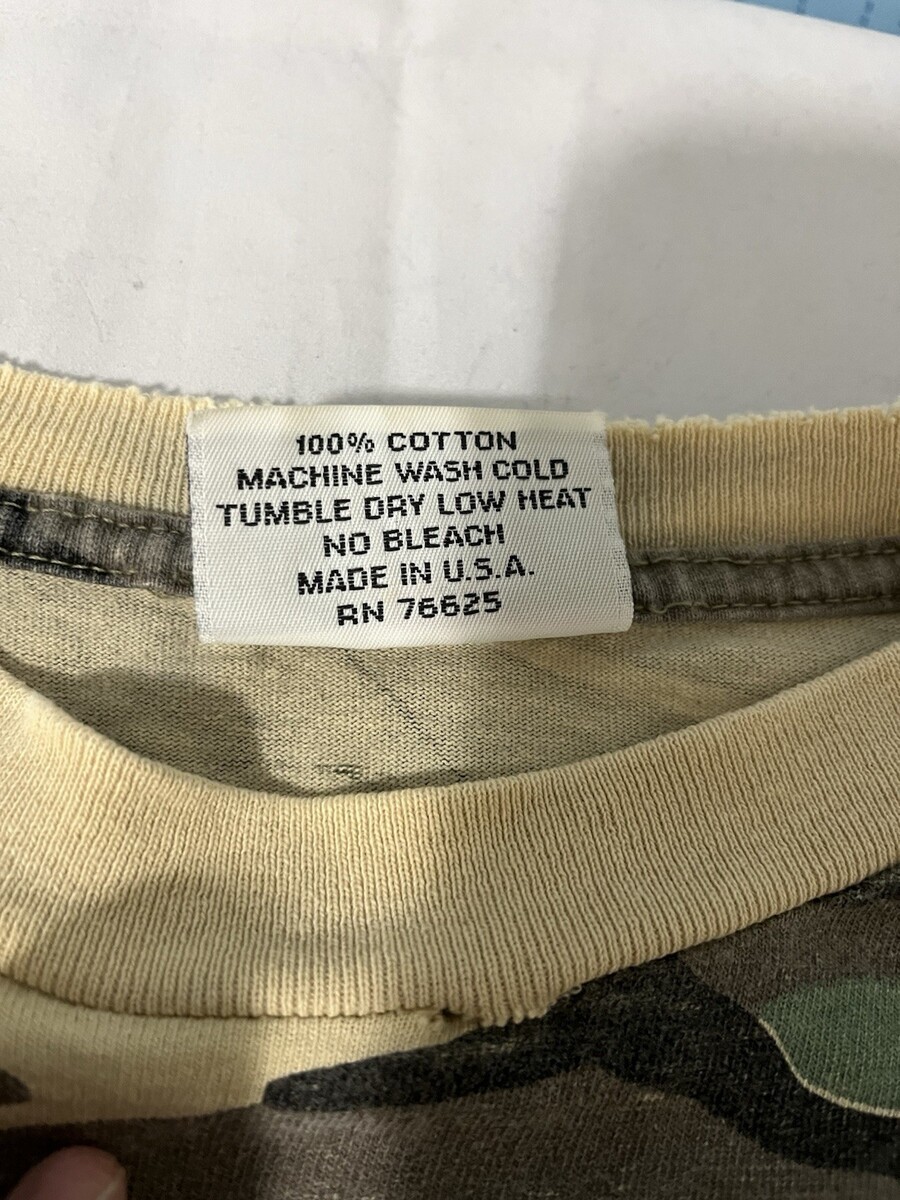 100% COTTON
MACHINE WASH COLD
TUMBLE DRY LOW HEAT
NO BLEACH
MADE IN U.S.A.
RN 76625